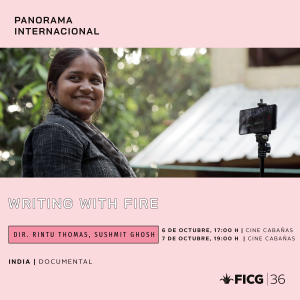 PANORAMA
INTERNACIONAL
WRITING WITH FIRE
DIR. RINTU THOMAS, SUSHMIT GHOSH
6 DE OCTUBRE, 17:00 H | CINE CABAÑAS
7 DE OCTUBRE, 19:00 H | CINE CABAÑAS
INDIA | DOCUMENTAL
FICG | 36